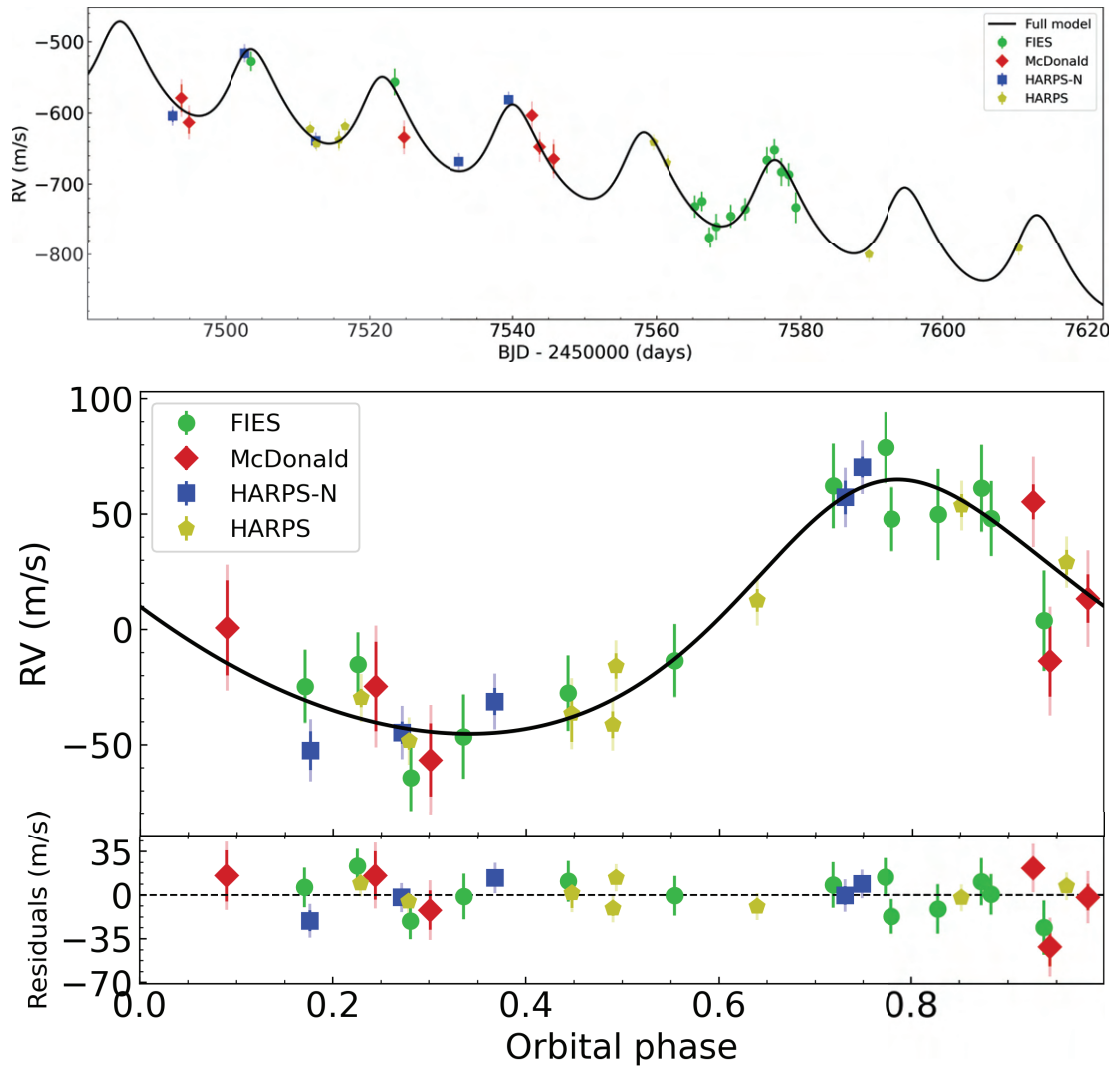 −500
−600
−700
−800
RV (m/s)
Full model
FIES
McDonald
HARPS-N
HARPS
7500 7520 7540 7560 7580 7600 7620
BJD - 2450000 (days)
100
50
0
−50
RV (m/s)
FIES
McDonald
HARPS-N
HARPS
35
0
−35
−70
Residuals (m/s)
0.0 0.2 0.4 0.6 0.8
Orbital phase